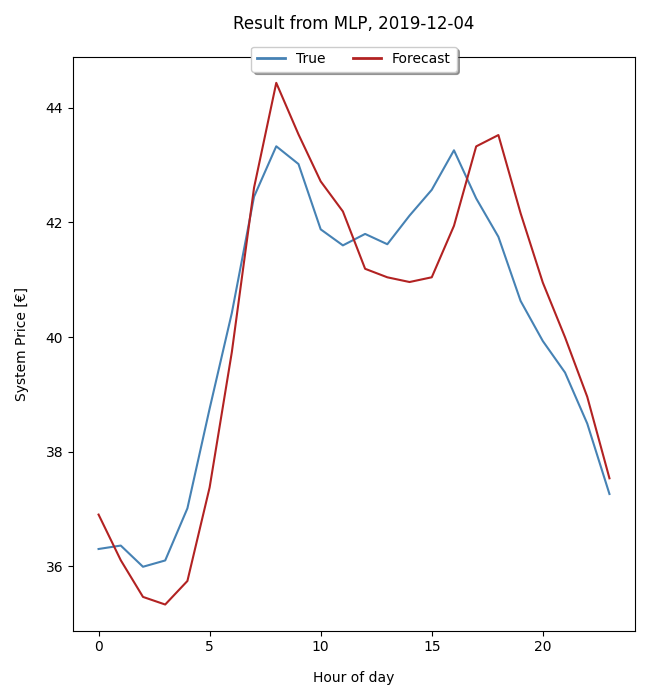 Result from MLP, 2019-12-04
True Forecast
44
42
40
38
36
System Price [€]
0 5 10 15 20
Hour of day